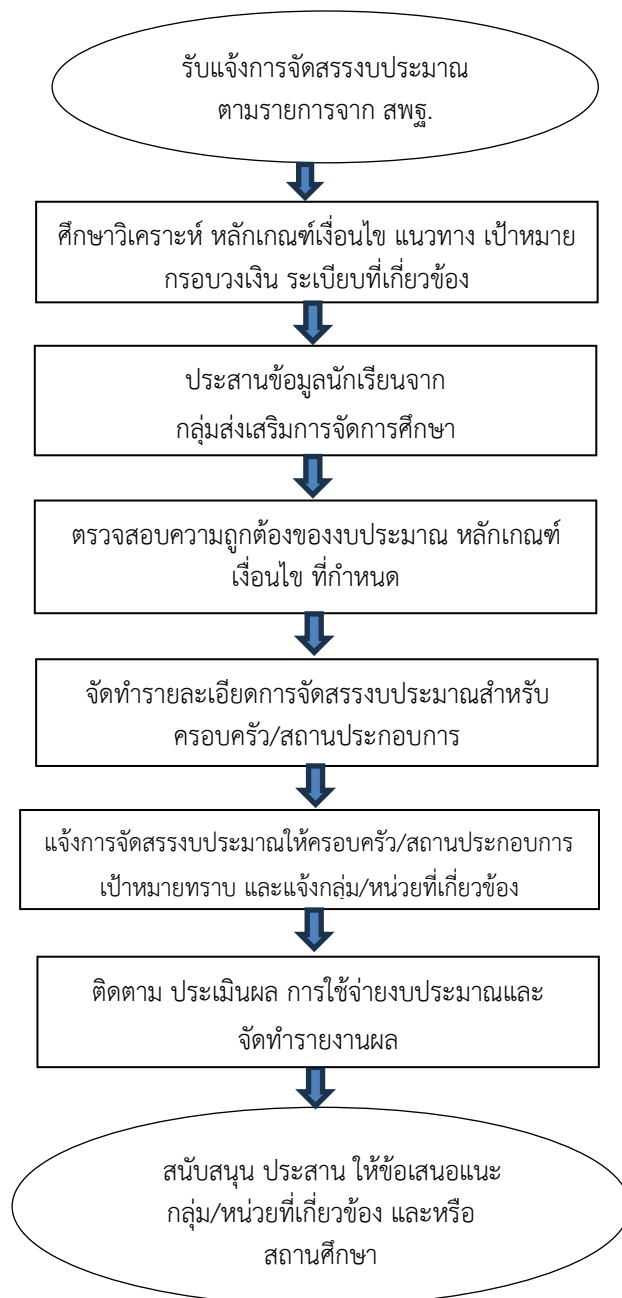 รับแจ้งการจัดสรรงบประมาณ
ตามรายการจาก สพฐ.
ศึกษาวิเคราะห์ หลักเกณฑ์เงื่อนไข แนวทาง เป้าหมาย
กรอบวงเงิน ระเบียบที่เกี่ยวข้อง
ประสานข้อมูลนักเรียนจาก
กลุ่มส่งเสริมการจัดการศึกษา
ตรวจสอบความถูกต้องของงบประมาณ หลักเกณฑ์
เงื่อนไข ที่กำหนด
จัดทำรายละเอียดการจัดสรรงบประมาณสำหรับ
ครอบครัว/สถานประกอบการ
แจ้งการจัดสรรงบประมาณให้ครอบครัว/สถานประกอบการ
เป้าหมายทราบ และแจ้งกลุ่ม/หน่วยที่เกี่ยวข้อง
ติดตาม ประเมินผล การใช้จ่ายงบประมาณและ
จัดทำรายงานผล
สนับสนุน ประสาน ให้ข้อเสนอแนะ
กลุ่ม/หน่วยที่เกี่ยวข้อง และหรือ
สถานศึกษา